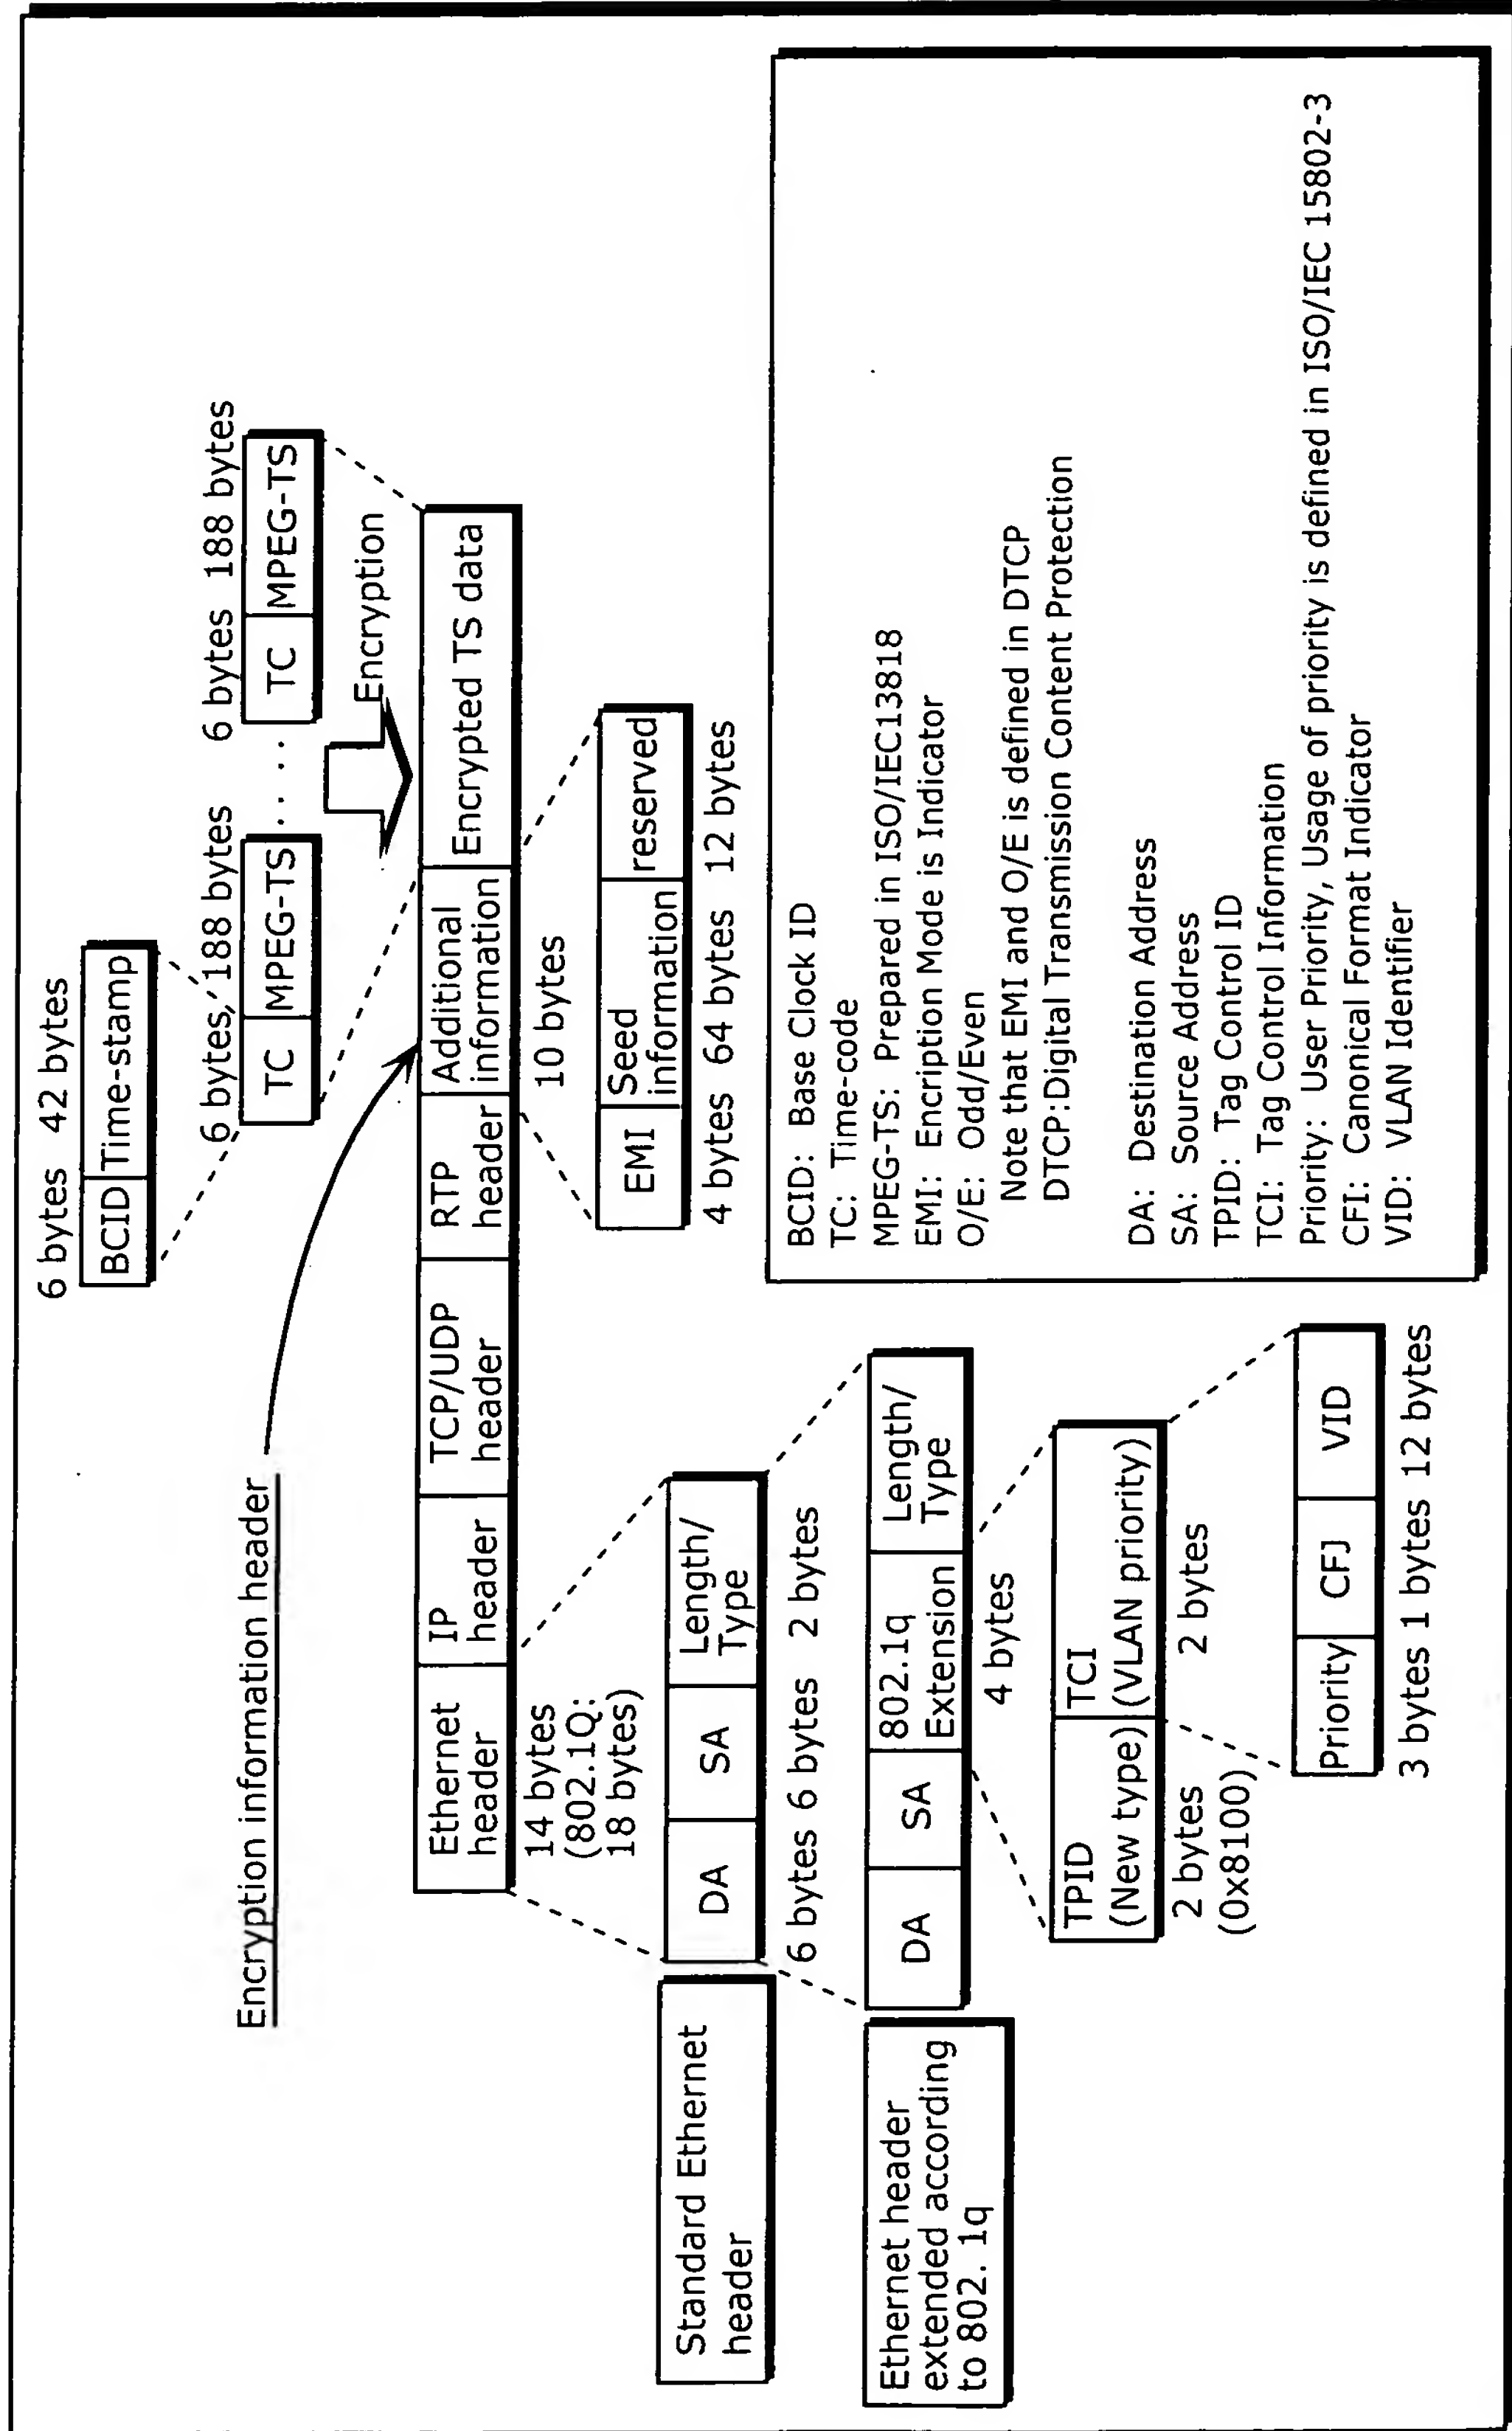 6 bytes 42 bytes
BCID Time-stamp
6 bytes 188 bytes
6 bytes 188 bytes
TC MPEG-TS
.....
TC MPEG-TS
Encryption
Encryption information header
Ethernet header
IP header
TCP/UDP header
RTP header
Additional information
Encrypted TS data
14 bytes
(802.1Q:
18 bytes)
10 bytes
EMI
Seed information
reserved
4 bytes 64 bytes 12 bytes
Standard Ethernet
header
DA
SA
Length/
Type
6 bytes 6 bytes 2 bytes
Ethernet header
extended according
to 802. 1q
DA
SA
802.1q
Extension
Length/
Type
4 bytes
TPID
(New type)
TCI
(VLAN priority)
2 bytes
(0x8100)
2 bytes
Priority
CFJ
VID
3 bytes 1 bytes 12 bytes
BCID: Base Clock ID
TC: Time-code
MPEG-TS: Prepared in ISO/IEC13818
EMI: Encription Mode is Indicator
O/E: Odd/Even
Note that EMI and O/E is defined in DTCP
DTCP:Digital Transmission Content Protection
DA: Destination Address
SA: Source Address
TPID: Tag Control ID
TCI: Tag Control Information
Priority: User Priority, Usage of priority is defined in ISO/IEC 15802-3
CFI: Canonical Format Indicator
VID: VLAN Identifier